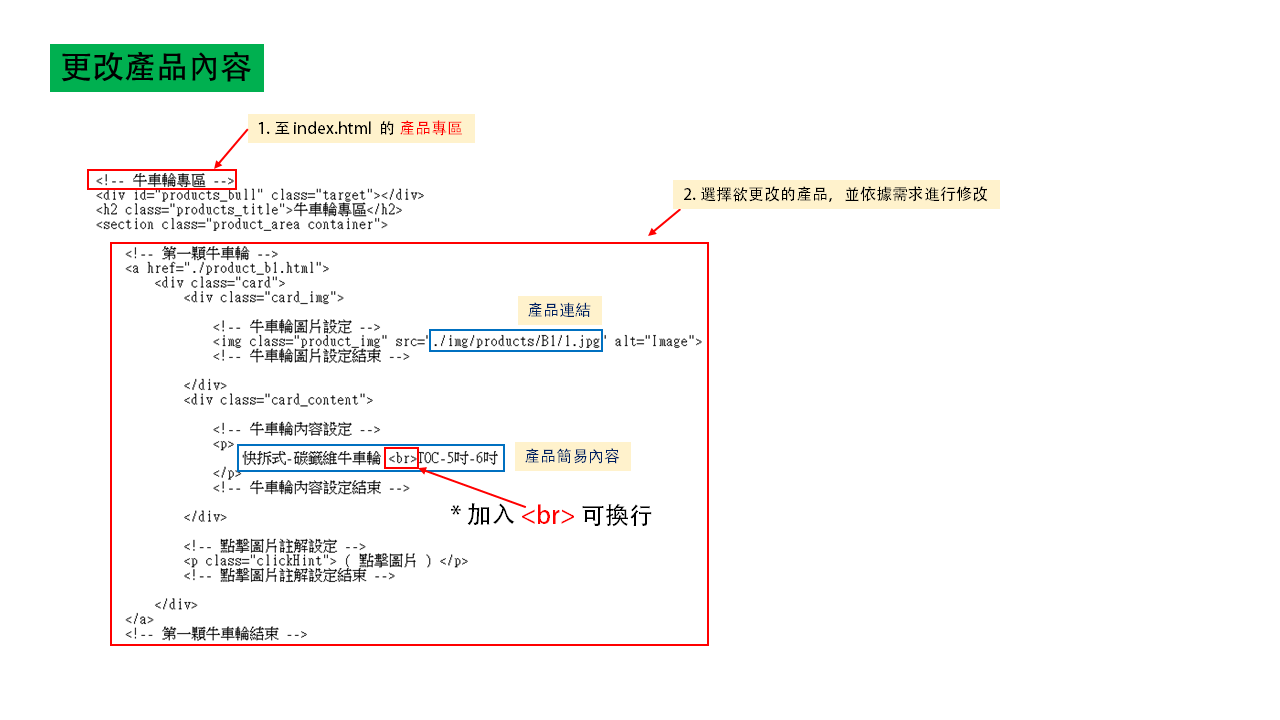 更改產品內容
1. 至 index.html 的 產品專區
<!-- 牛車輪專區 -->
<div id="products_bull" class="target"></div>
<h2 class="products_title">牛車輪專區</h2>
<section class="product_area container">
2. 選擇欲更改的產品，並依據需求進行修改
<!-- 第一顆牛車輪 -->
<a href="./product_b1.html">
<div class="card">
<div class="card_img">
產品連結
<!-- 牛車輪圖片設定 -->
<img class="product_img" src="./img/products/B1/1.jpg" alt="Image">
<!-- 牛車輪圖片設定結束 -->
</div>
<div class="card_content">
<!-- 牛車輪內容設定 -->
<p>
快拆式-碳籤維牛車輪 <br>TOC-5吋-6吋
產品簡易內容
</p>
<!-- 牛車輪內容設定結束 -->
* 加入 <br> 可換行
</div>
<!-- 點擊圖片註解設定 -->
<p class="clickHint"> ( 點擊圖片 ) </p>
<!-- 點擊圖片註解設定結束 -->
</div>
</a>
<!-- 第一顆牛車輪結束 -->